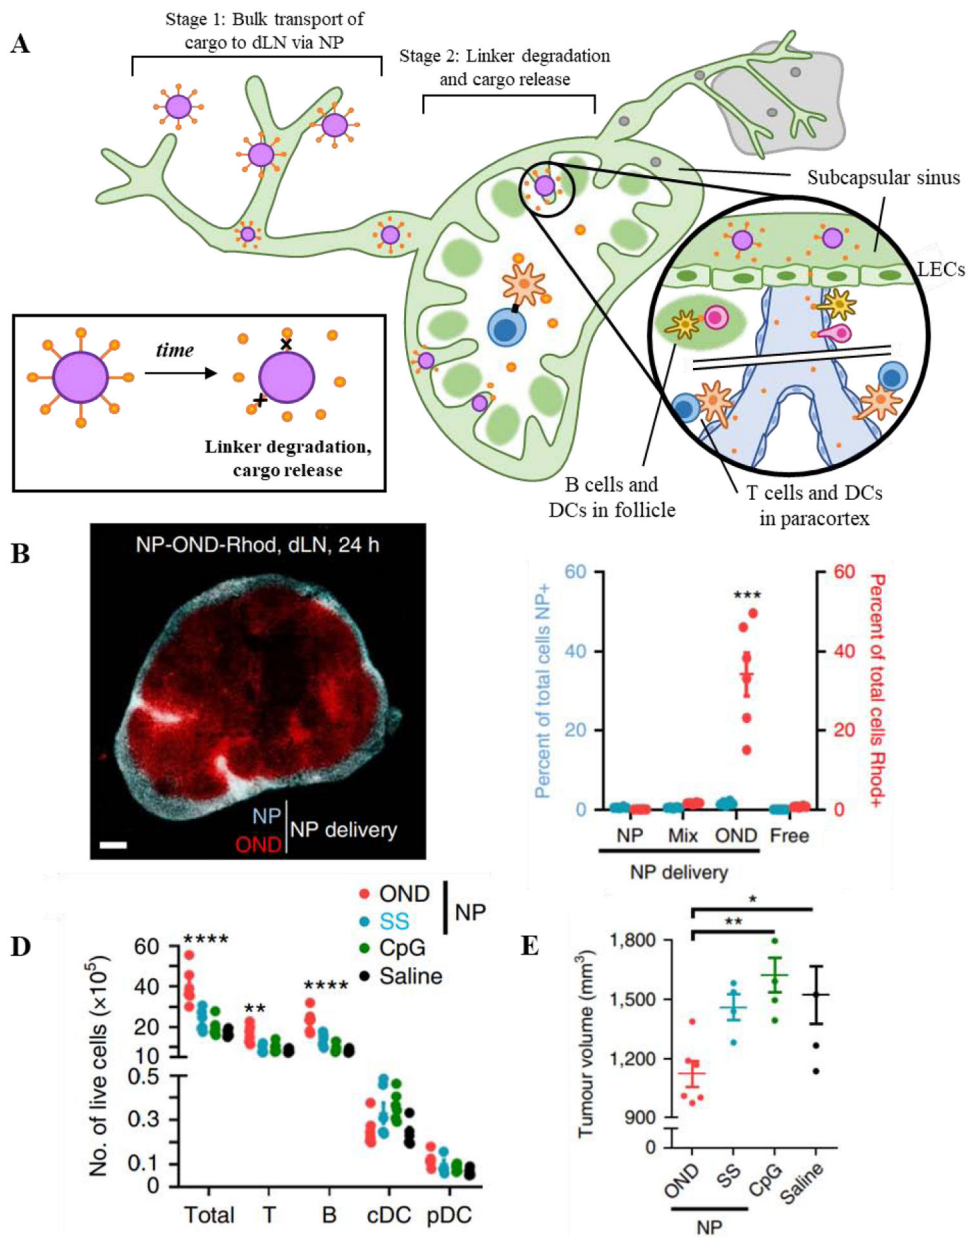 A
Stage 1: Bulk transport of
cargo to dLN via NP
Stage 2: Linker degradation
and cargo release
Subcapsular sinus
LECs
time
Linker degradation,
cargo release
B cells and
DCs in follicle
T cells and DCs
in paracortex
B
NP-OND-Rhod, dLN, 24 h
NP
OND
NP delivery
Percent of total cells NP+
60
40
20
0
***
60
40
20
0
Percent of total cells Rhod+
NP
Mix
OND
Free
NP delivery
D
OND
SS
NP
CpG
Saline
No. of live cells (×10⁵)
60
40
20
10
0.5
0.3
0.1
0
****
**
****
Total
T
B
cDC
pDC
E
*
**
Tumour volume (mm³)
1,800
1,500
1,200
900
0
OND
SS
CpG
Saline
NP